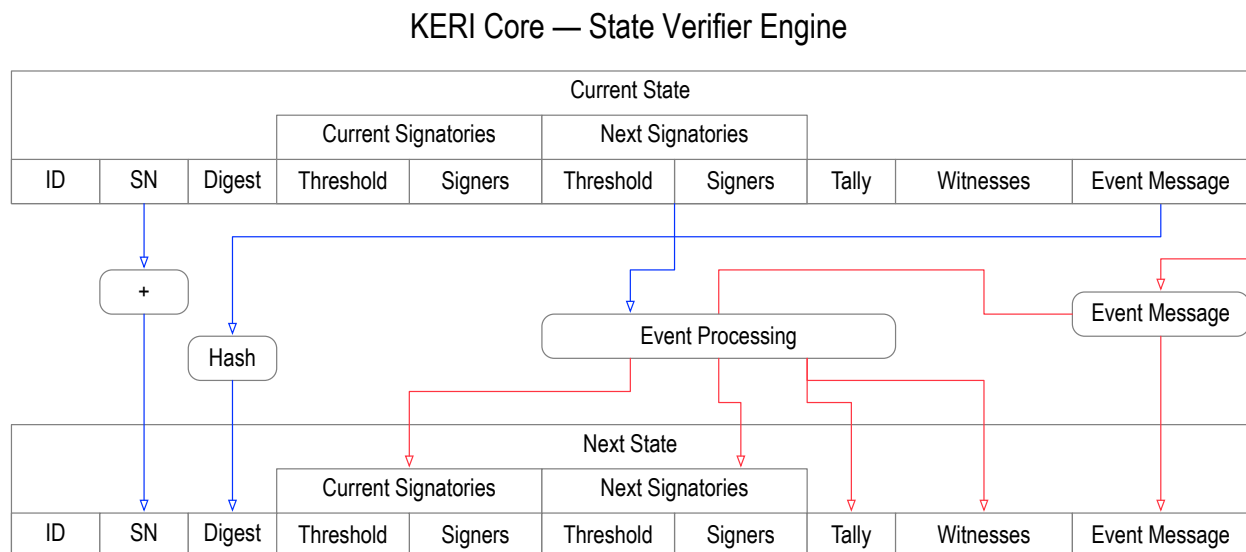 KERI Core — State Verifier Engine
Current State
Current Signatories Next Signatories
ID SN Digest Threshold Signers Threshold Signers Tally Witnesses Event Message
+
Event Message
Event Processing
Hash
Next State
Current Signatories Next Signatories
ID SN Digest Threshold Signers Threshold Signers Tally Witnesses Event Message